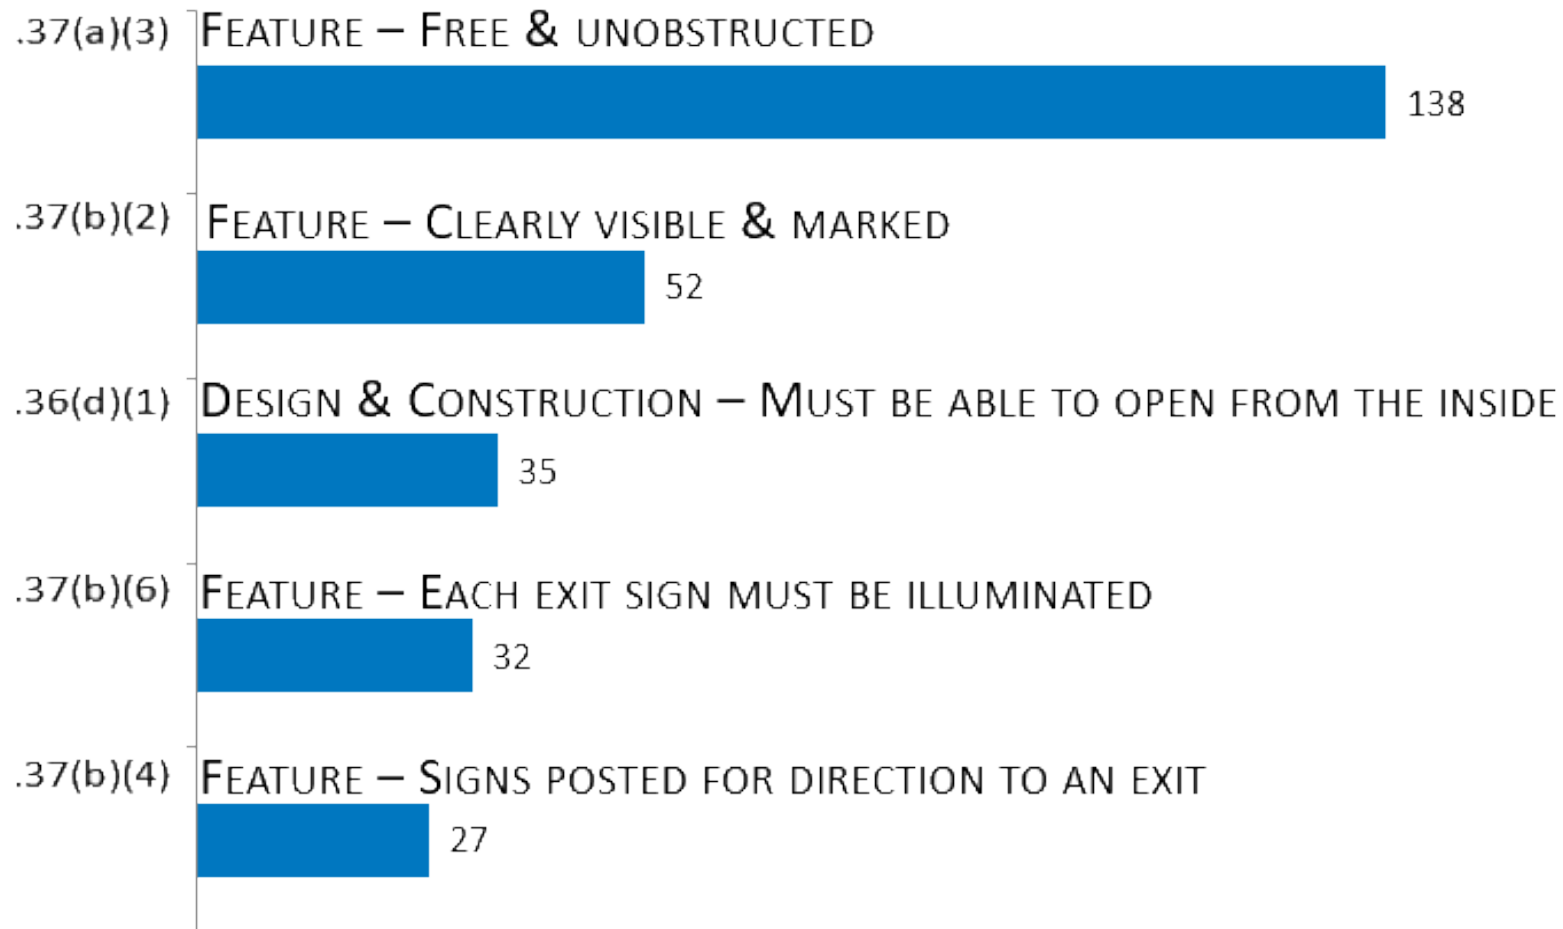 .37(a)(3) Feature – Free & unobstructed
138
.37(b)(2) Feature – Clearly visible & marked
52
.36(d)(1) Design & Construction – Must be able to open from the inside
35
.37(b)(6) Feature – Each exit sign must be illuminated
32
.37(b)(4) Feature – Signs posted for direction to an exit
27